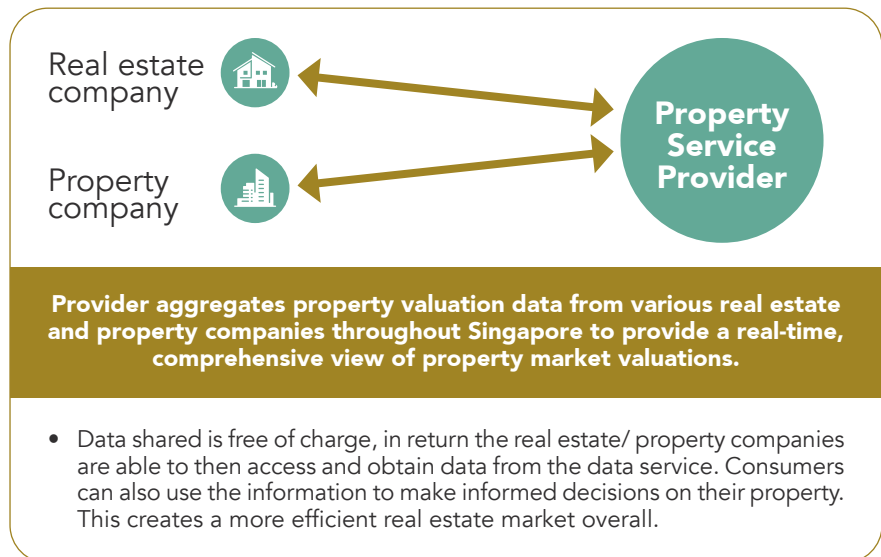 Real estate
company
Property
Service
Provider
Property
company
Provider aggregates property valuation data from various real estate
and property companies throughout Singapore to provide a real-time,
comprehensive view of property market valuations.
• Data shared is free of charge, in return the real estate/ property companies
are able to then access and obtain data from the data service. Consumers
can also use the information to make informed decisions on their property.
This creates a more efficient real estate market overall.